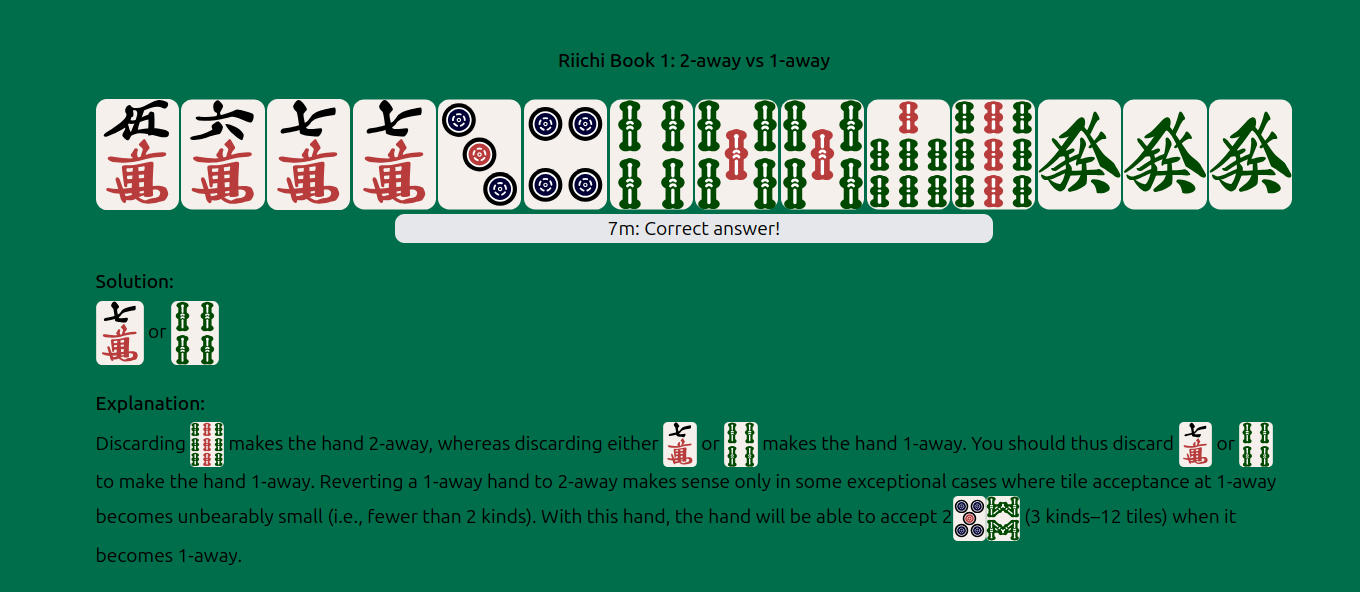 Riichi Book 1: 2-away vs 1-away
伍萬 六萬 七萬 七萬 發 發 發
7m: Correct answer!
Solution:
七萬 or
Explanation:
Discarding makes the hand 2-away, whereas discarding either 七萬 or makes the hand 1-away. You should thus discard 七萬 or
to make the hand 1-away. Reverting a 1-away hand to 2-away makes sense only in some exceptional cases where tile acceptance at 1-away
becomes unbearably small (i.e., fewer than 2 kinds). With this hand, the hand will be able to accept 2 (3 kinds–12 tiles) when it
becomes 1-away.